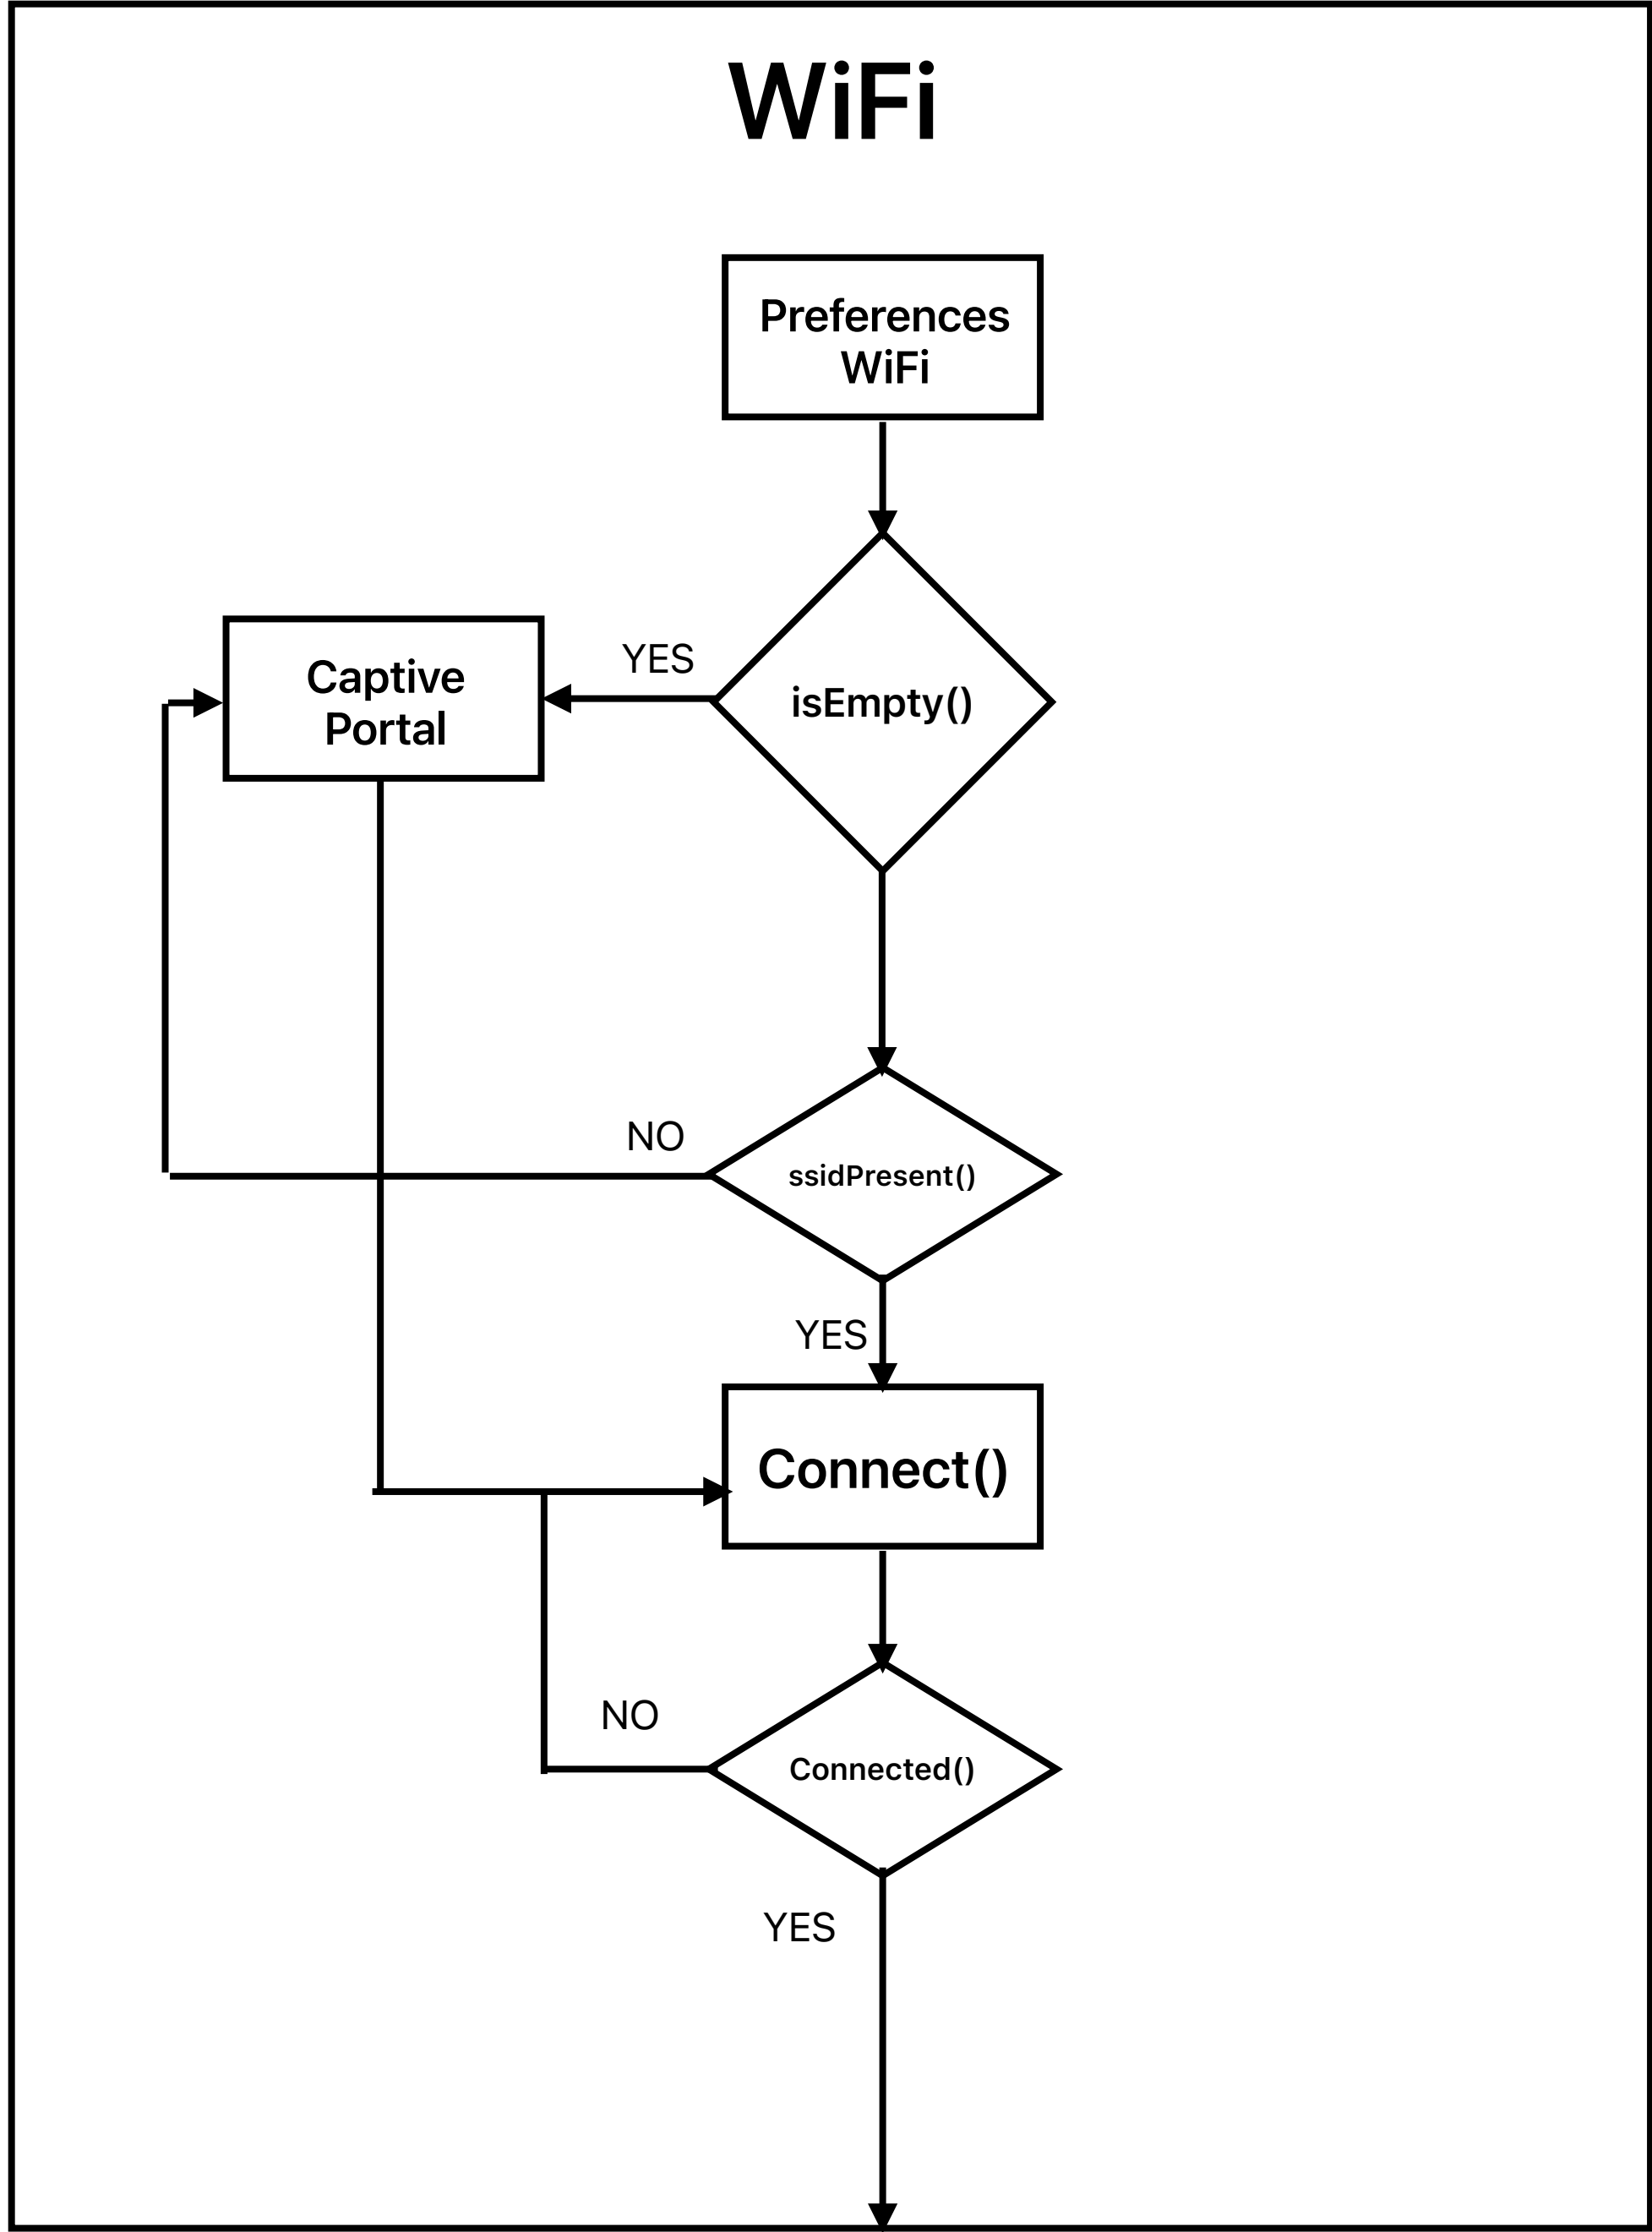 WiFi
Preferences
WiFi
YES
Captive
Portal
isEmpty()
NO
ssidPresent()
YES
Connect()
NO
Connected()
YES